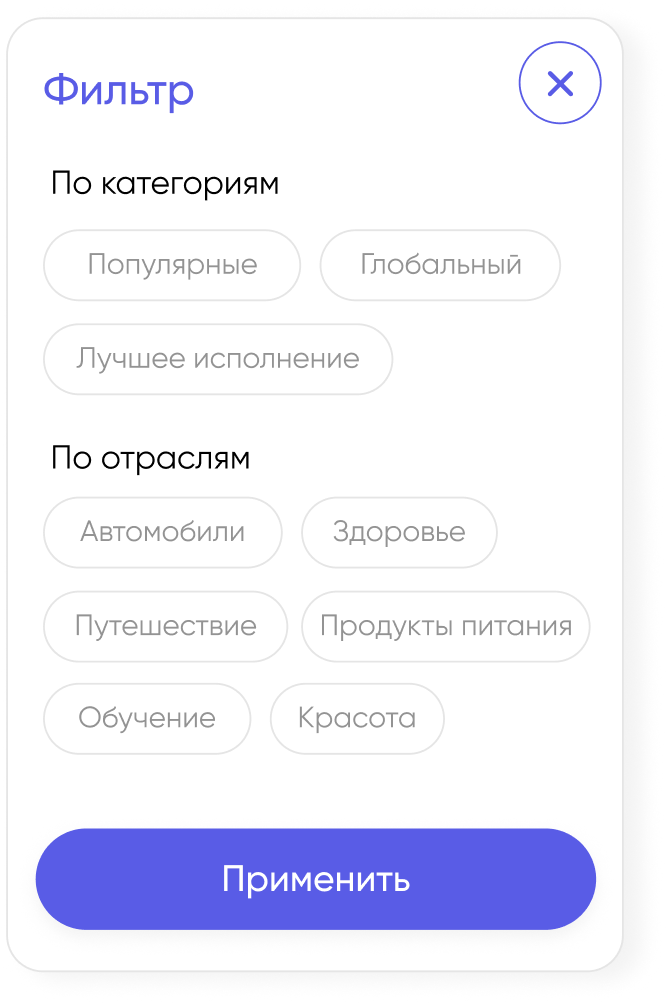 Фильтр
По категориям
Популярные Глобальный
Лучшее исполнение
По отраслям
Автомобили Здоровье
Путешествие Продукты питания
Обучение Красота
Применить